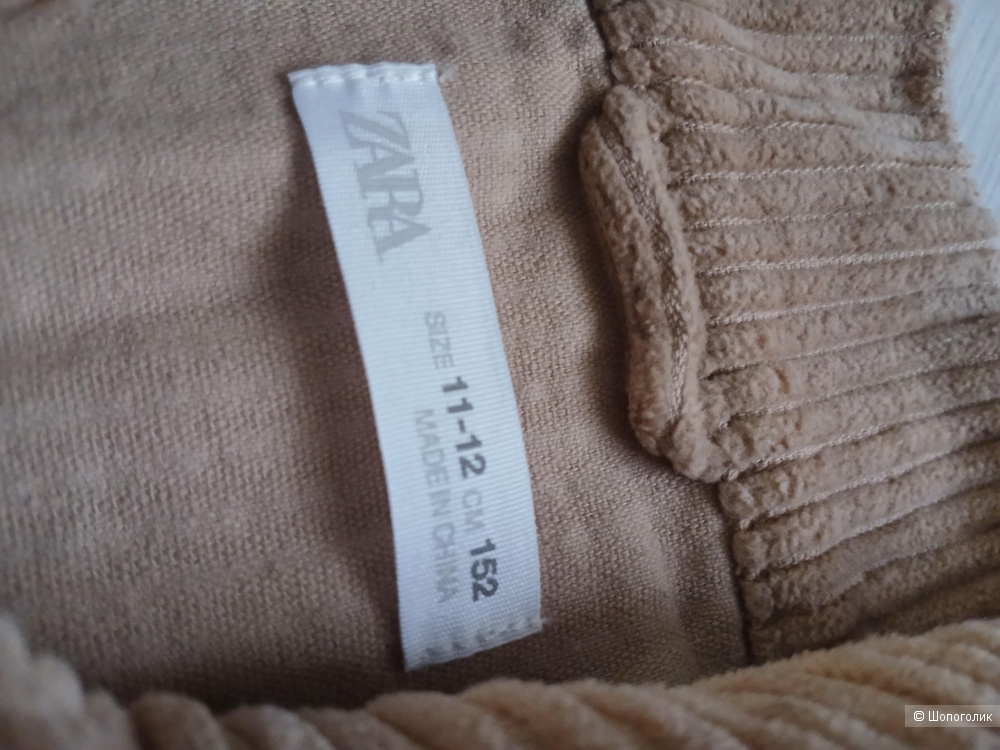 ZARA
SIZE 11-12 CM 152
MADE IN CHINA
© Шопоголик